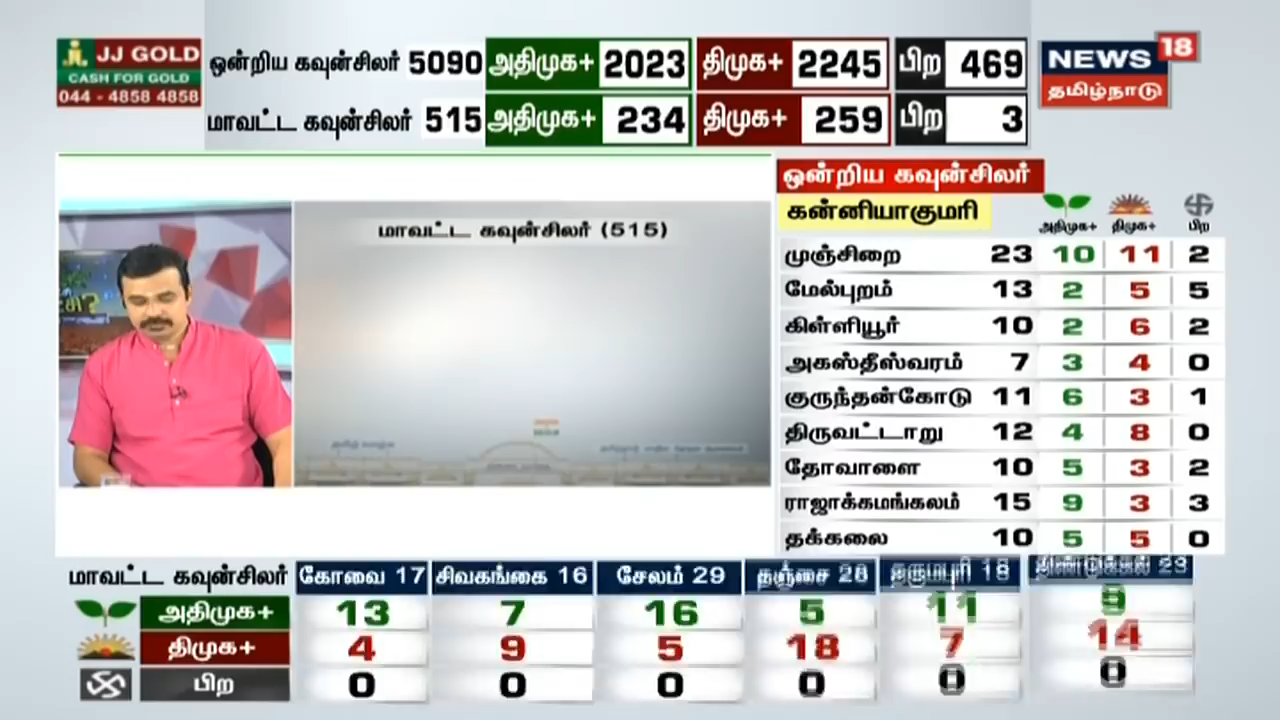 JJ GOLD
CASH FOR GOLD
044 - 4858 4858
ஒன்றிய கவுன்சிலர் 5090 அதிமுக+ 2023 திமுக+ 2245 பிற 469
மாவட்ட கவுன்சிலர் 515 அதிமுக+ 234 திமுக+ 259 பிற 3
NEWS 18
தமிழ்நாடு
மாவட்ட கவுன்சிலர் (515)
ஒன்றிய கவுன்சிலர்
கன்னியாகுமரி
அதிமுக+ திமுக+ பிற
முஞ்சிறை 23 10 11 2
மேல்புறம் 13 2 5 5
கிள்ளியூர் 10 2 6 2
அகஸ்தீஸ்வரம் 7 3 4 0
குருந்தன்கோடு 11 6 3 1
திருவட்டாறு 12 4 8 0
தோவாளை 10 5 3 2
ராஜாக்கமங்கலம் 15 9 3 3
தக்கலை 10 5 5 0
மாவட்ட கவுன்சிலர் கோவை 17 சிவகங்கை 16 சேலம் 29 தஞ்சை 28 தருமபுரி 18 திண்டுக்கல் 23
அதிமுக+ 13 7 16 5 11 9
திமுக+ 4 9 5 18 7 14
பிற 0 0 0 0 0 0